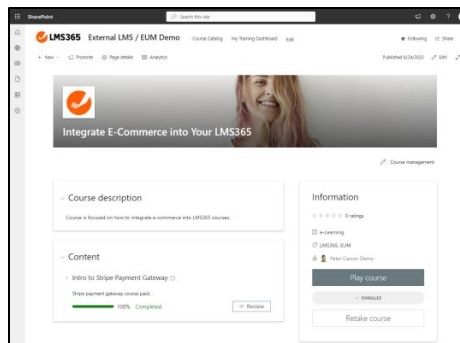 SharePoint
Search this site
LMS365 External LMS / EUM Demo Course Catalog My Training Dashboard Edit
Following Share
+ New Promote Page details Analytics
Published 6/24/2022 Edit
Integrate E-Commerce into Your LMS365
Course management
Course description
Course is focused on how to integrate e-commerce into LMS365 courses.
Content
Intro to Stripe Payment Gateway
Stripe payment gateway course pack.
100% Completed
Review
Information
0 ratings
e-Learning
LMS365, EUM
Play course
ENROLLED
Retake course